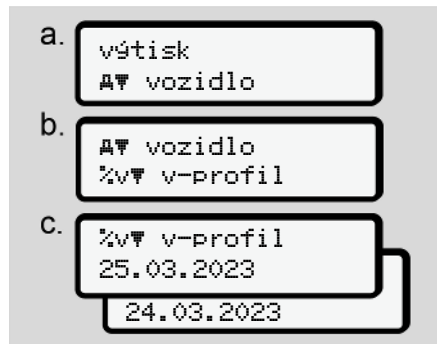 a.
výtisk
A▼ vozidlo
b.
A▼ vozidlo
%v▼ v-profil
c.
%v▼ v-profil
25.03.2023
24.03.2023